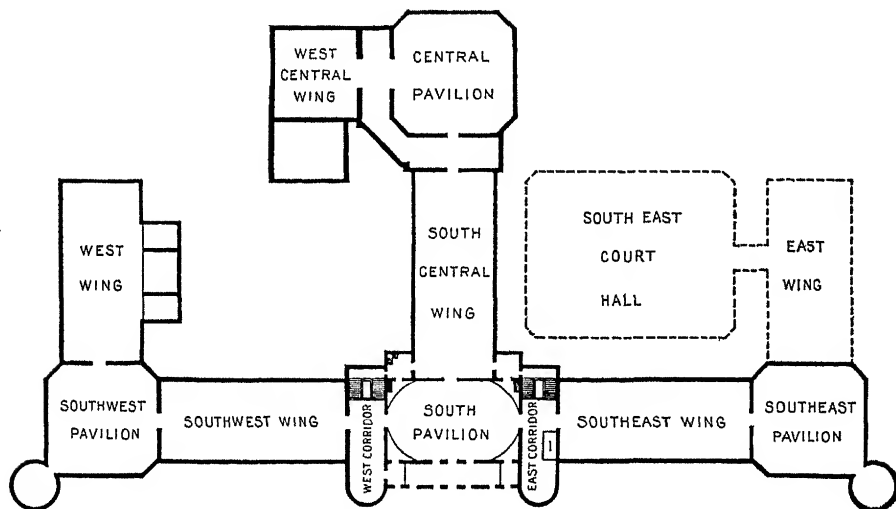 WEST
CENTRAL
WING
CENTRAL
PAVILION
WEST
WING
SOUTH
CENTRAL
WING
SOUTH EAST
COURT
HALL
EAST
WING
SOUTHWEST
PAVILION
SOUTHWEST WING
WEST CORRIDOR
SOUTH
PAVILION
EAST CORRIDOR
1
SOUTHEAST WING
SOUTHEAST
PAVILION